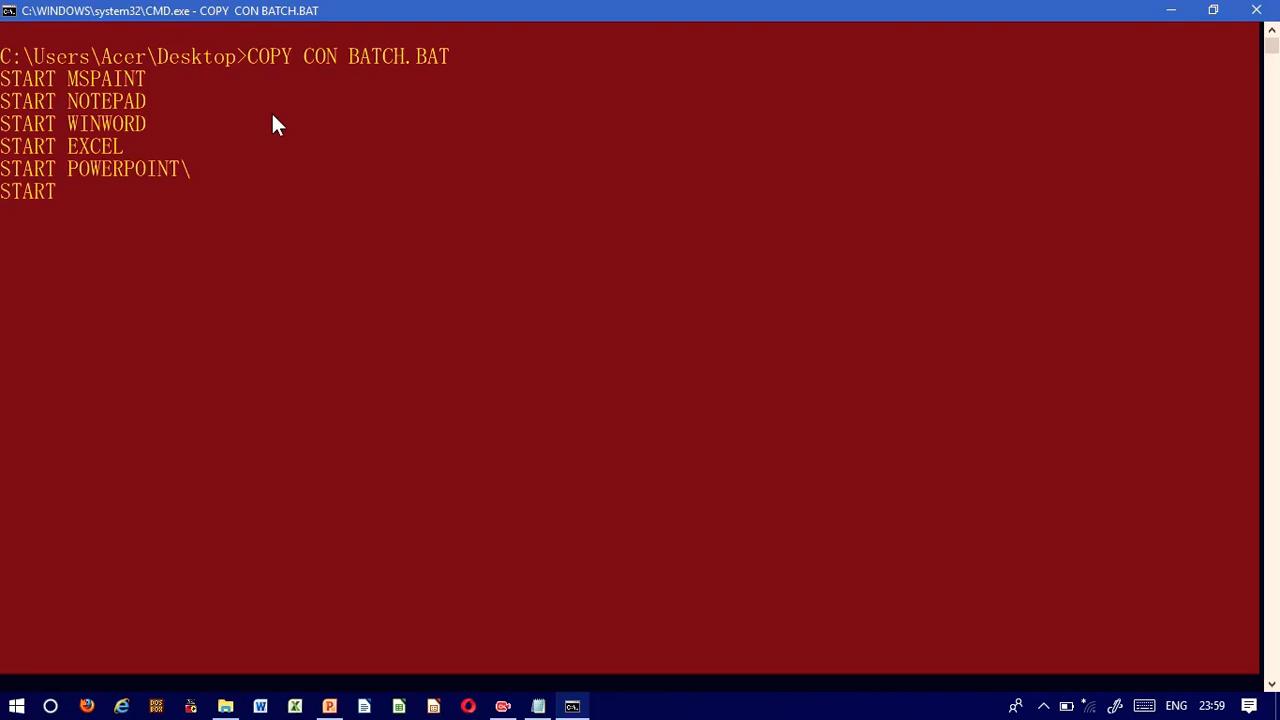 C:\WINDOWS\system32\CMD.exe - COPY  CON BATCH.BAT
C:\Users\Acer\Desktop>COPY CON BATCH.BAT
START MSPAINT
START NOTEPAD
START WINWORD
START EXCEL
START POWERPOINT\
START
ENG
23:59